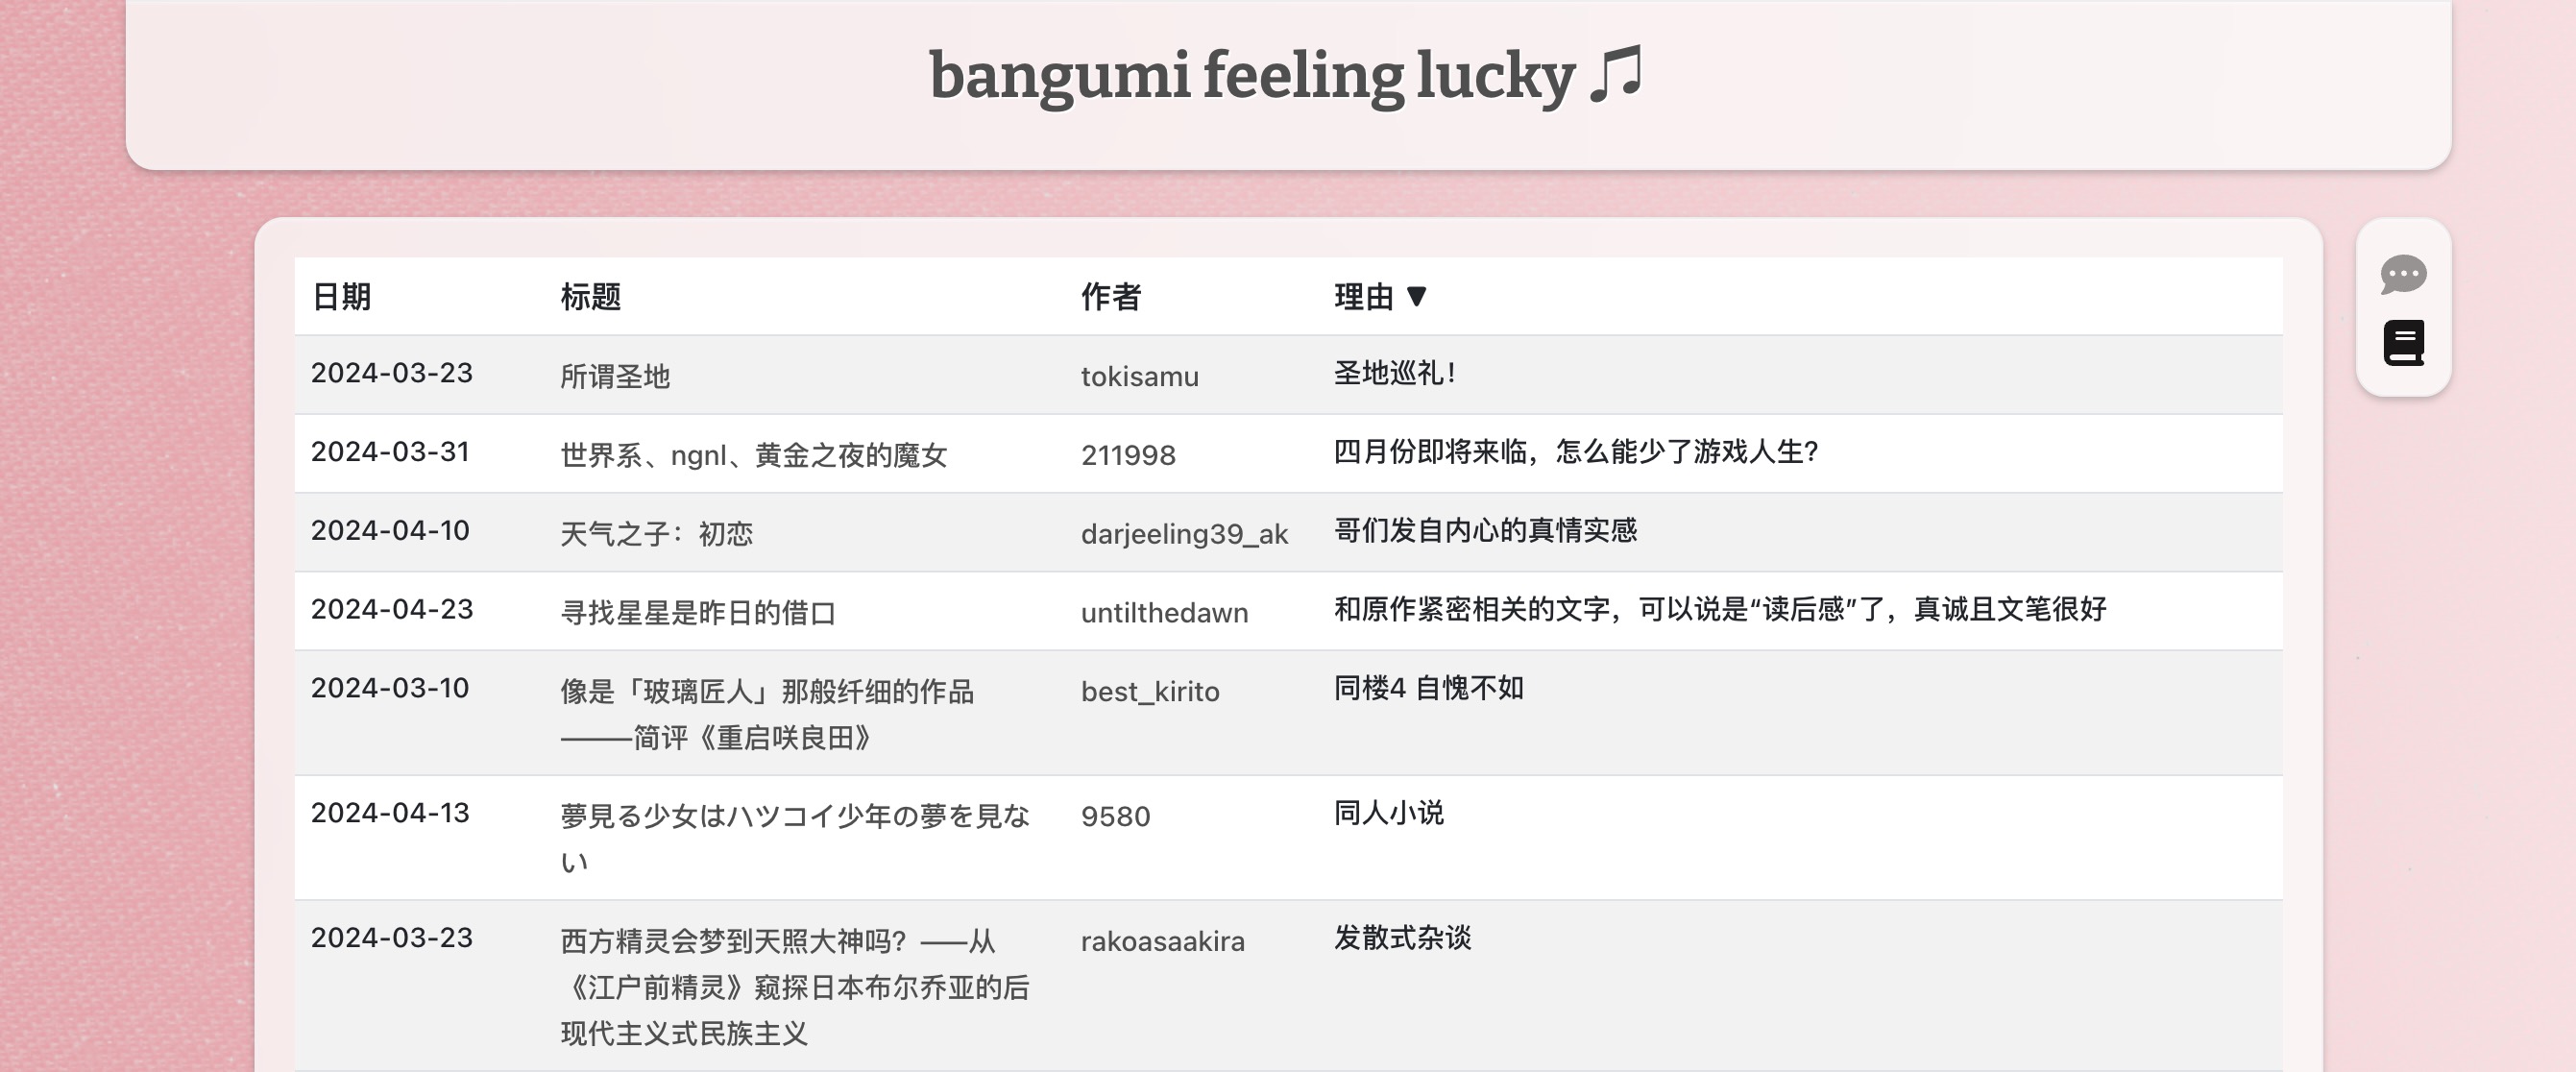 bangumi feeling lucky
日期 标题 作者 理由 ▼
2024-03-23 所谓圣地 tokisamu 圣地巡礼！
2024-03-31 世界系、ngnl、黄金之夜的魔女 211998 四月份即将来临，怎么能少了游戏人生？
2024-04-10 天气之子：初恋 darjeeling39_ak 哥们发自内心的真情实感
2024-04-23 寻找星星是昨日的借口 untilthedawn 和原作紧密相关的文字，可以说是“读后感”了，真诚且文笔很好
2024-03-10 像是「玻璃匠人」那般纤细的作品 best_kirito 同楼4 自愧不如
———简评《重启咲良田》
2024-04-13 夢見る少女はハツコイ少年の夢を見な 9580 同人小说
い
2024-03-23 西方精灵会梦到天照大神吗？——从 rakoasaakira 发散式杂谈
《江户前精灵》窥探日本布尔乔亚的后
现代主义式民族主义